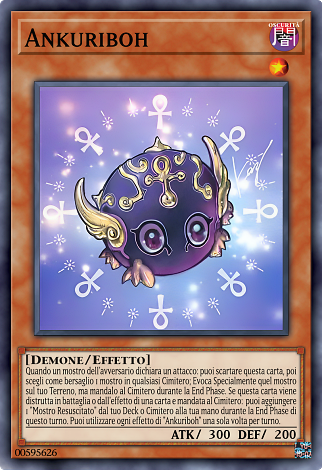 ANKURIBOH
OSCURITÀ
闇
[DEMONE/EFFETTO]
Quando un mostro dell'avversario dichiara un attacco: puoi scartare questa carta, poi
scegli come bersaglio 1 mostro in qualsiasi Cimitero; Evoca Specialmente quel mostro
sul tuo Terreno, ma mandalo al Cimitero durante la End Phase. Se questa carta viene
distrutta in battaglia o dall'effetto di una carta e mandata al Cimitero: puoi aggiungere
1 "Mostro Resuscitato" dal tuo Deck o Cimitero alla tua mano durante la End Phase di
questo turno. Puoi utilizzare ogni effetto di "Ankuriboh" una sola volta per turno.
ATK/ 300 DEF/ 200
00595626